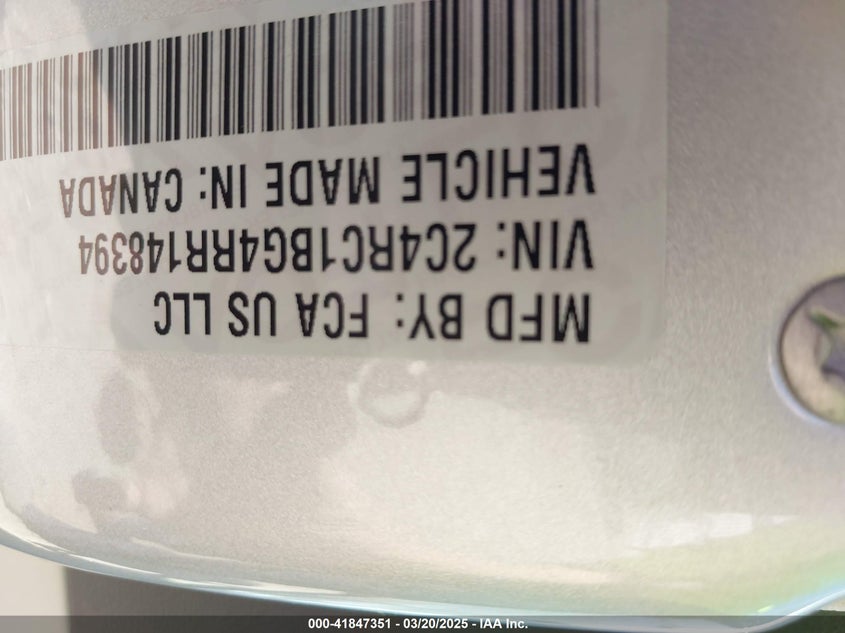 MFD BY: FCA US LLC
VIN: 2C4RC1BG4RR148394
VEHICLE MADE IN: CANADA
000-41847351 - 03/20/2025 - IAA Inc.